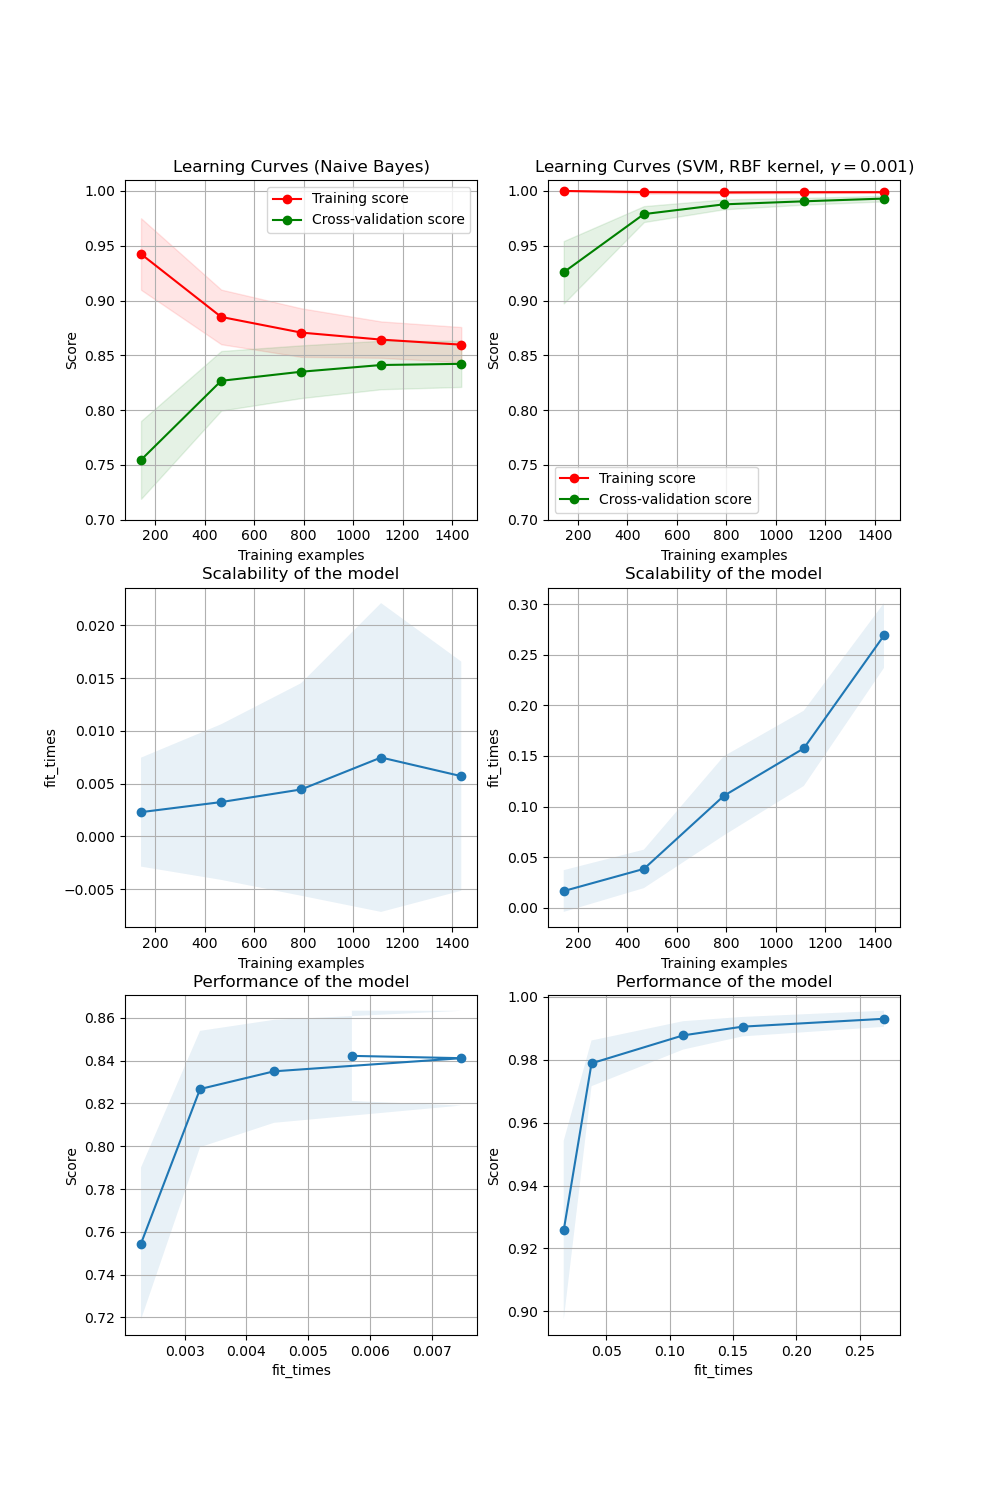 Learning Curves (Naive Bayes)
Learning Curves (SVM, RBF kernel, γ = 0.001)
1.00
0.95
0.90
0.85
0.80
0.75
0.70
Score
Training score
Cross-validation score
200 400 600 800 1000 1200 1400
Training examples
1.00
0.95
0.90
0.85
0.80
0.75
0.70
Score
Training score
Cross-validation score
200 400 600 800 1000 1200 1400
Training examples
Scalability of the model
0.020
0.015
0.010
0.005
0.000
−0.005
fit_times
200 400 600 800 1000 1200 1400
Training examples
Scalability of the model
0.30
0.25
0.20
0.15
0.10
0.05
0.00
fit_times
200 400 600 800 1000 1200 1400
Training examples
Performance of the model
0.86
0.84
0.82
0.80
0.78
0.76
0.74
0.72
Score
0.003 0.004 0.005 0.006 0.007
fit_times
Performance of the model
1.00
0.98
0.96
0.94
0.92
0.90
Score
0.05 0.10 0.15 0.20 0.25
fit_times